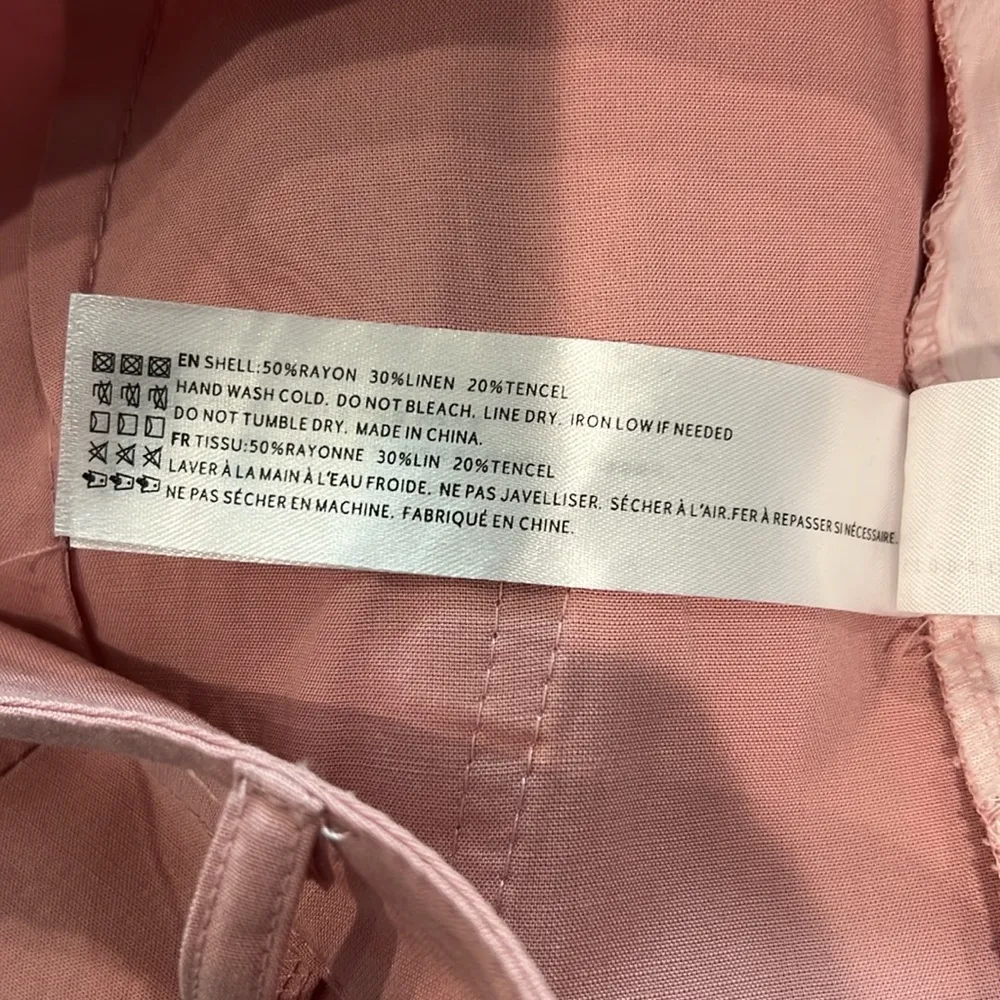 EN SHELL:50%RAYON 30%LINEN 20%TENCEL
HAND WASH COLD. DO NOT BLEACH. LINE DRY. IRON LOW IF NEEDED
DO NOT TUMBLE DRY. MADE IN CHINA.
FR TISSU:50%RAYONNE 30%LIN 20%TENCEL
LAVER À LA MAIN À L'EAU FROIDE. NE PAS JAVELLISER. SÉCHER À L'AIR.FER À REPASSER SI NÉCESSAIRE.
NE PAS SÉCHER EN MACHINE. FABRIQUÉ EN CHINE.